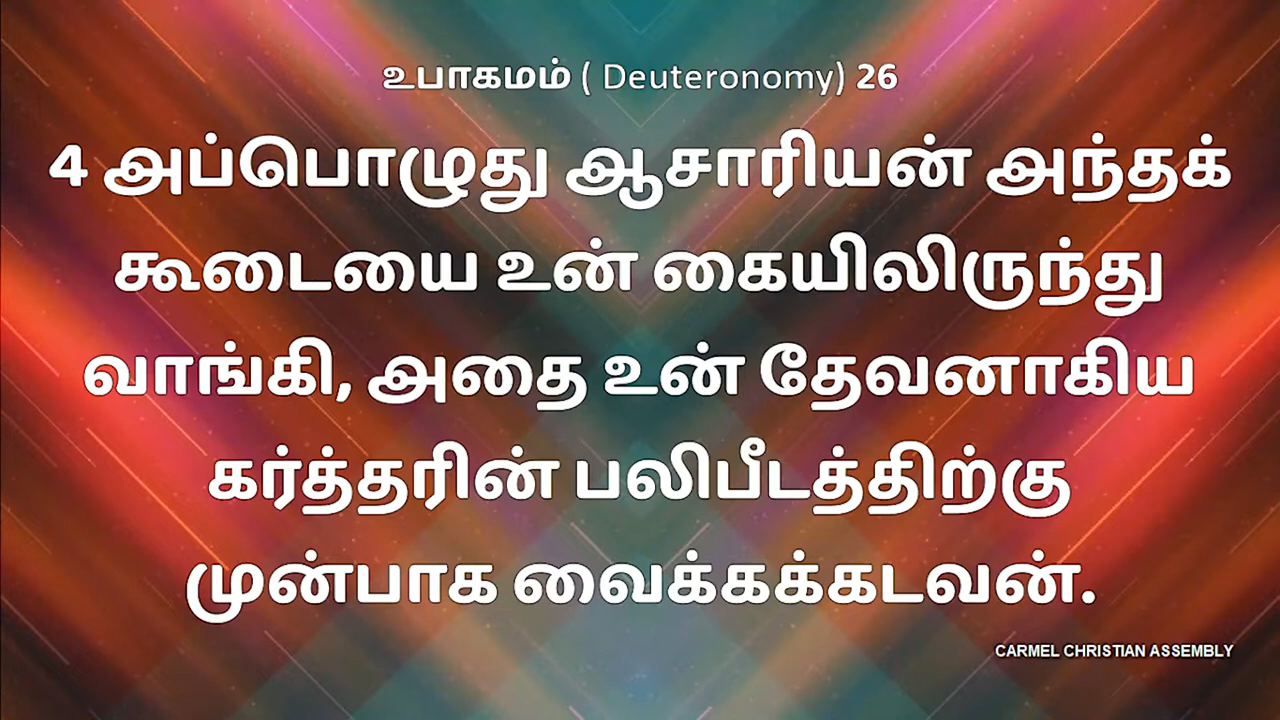 உபாகமம் ( Deuteronomy) 26
4 அப்பொழுது ஆசாரியன் அந்தக்
கூடையை உன் கையிலிருந்து
வாங்கி, அதை உன் தேவனாகிய
கர்த்தரின் பலிபீடத்திற்கு
முன்பாக வைக்கக்கடவன்.
CARMEL CHRISTIAN ASSEMBLY